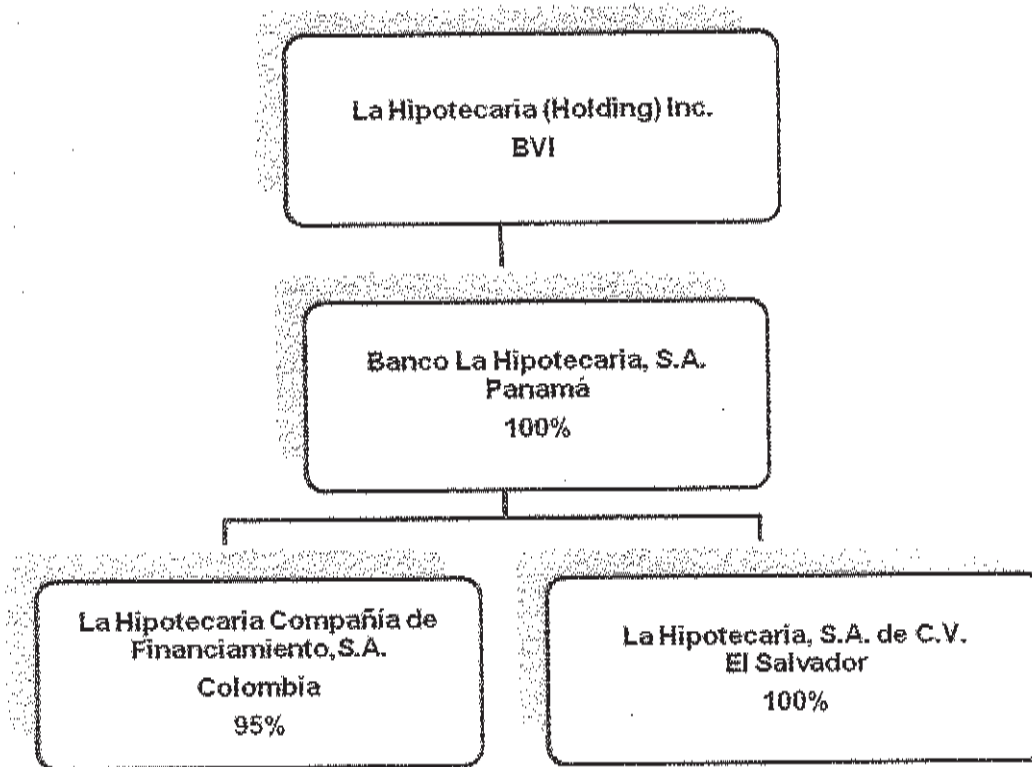 La Hipotecaria (Holding) Inc.
BVI
Banco La Hipotecaria, S.A.
Panamá
100%
La Hipotecaria Compañía de
Financiamiento, S.A.
Colombia
95%
La Hipotecaria, S.A. de C.V.
El Salvador
100%